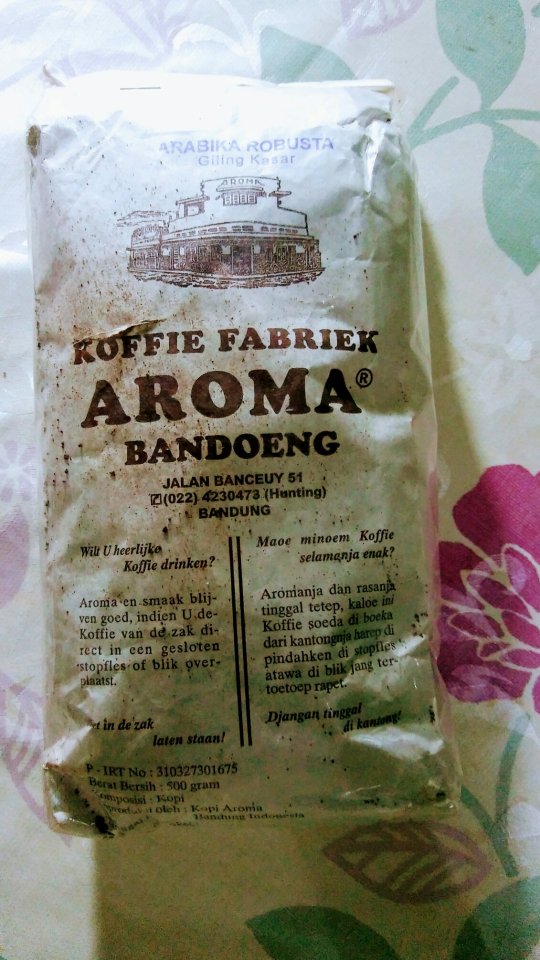 ARABIKA ROBUSTA
Giling Kasar
AROMA
KOFFIE FABRIEK
AROMA®
BANDOENG
JALAN BANCEUY 51
(022) 4230473 (Hunting)
BANDUNG
Wilt U heerlijke
Koffie drinken?
Aroma en smaak blij-
ven goed, indien U de-
Koffie van de zak di-
rect in een gesloten
stopfles of blik over-
plaatst.
in de zak
laten staan!
Maoe minoem Koffie
selamanja enak?
Aromanja dan rasanja
tinggal tetep, kaloe ini
Koffie soeda di boeka
dari kantongnja harep di
pindahken di stopfles
atawa di blik jang ter-
toetoep rapet.
Djangan tinggal
di kantong!
P - IRT No : 310327301675
Berat Bersih : 500 gram
Komposisi : Kopi
oleh : Kopi Aroma
Bandung Indonesia